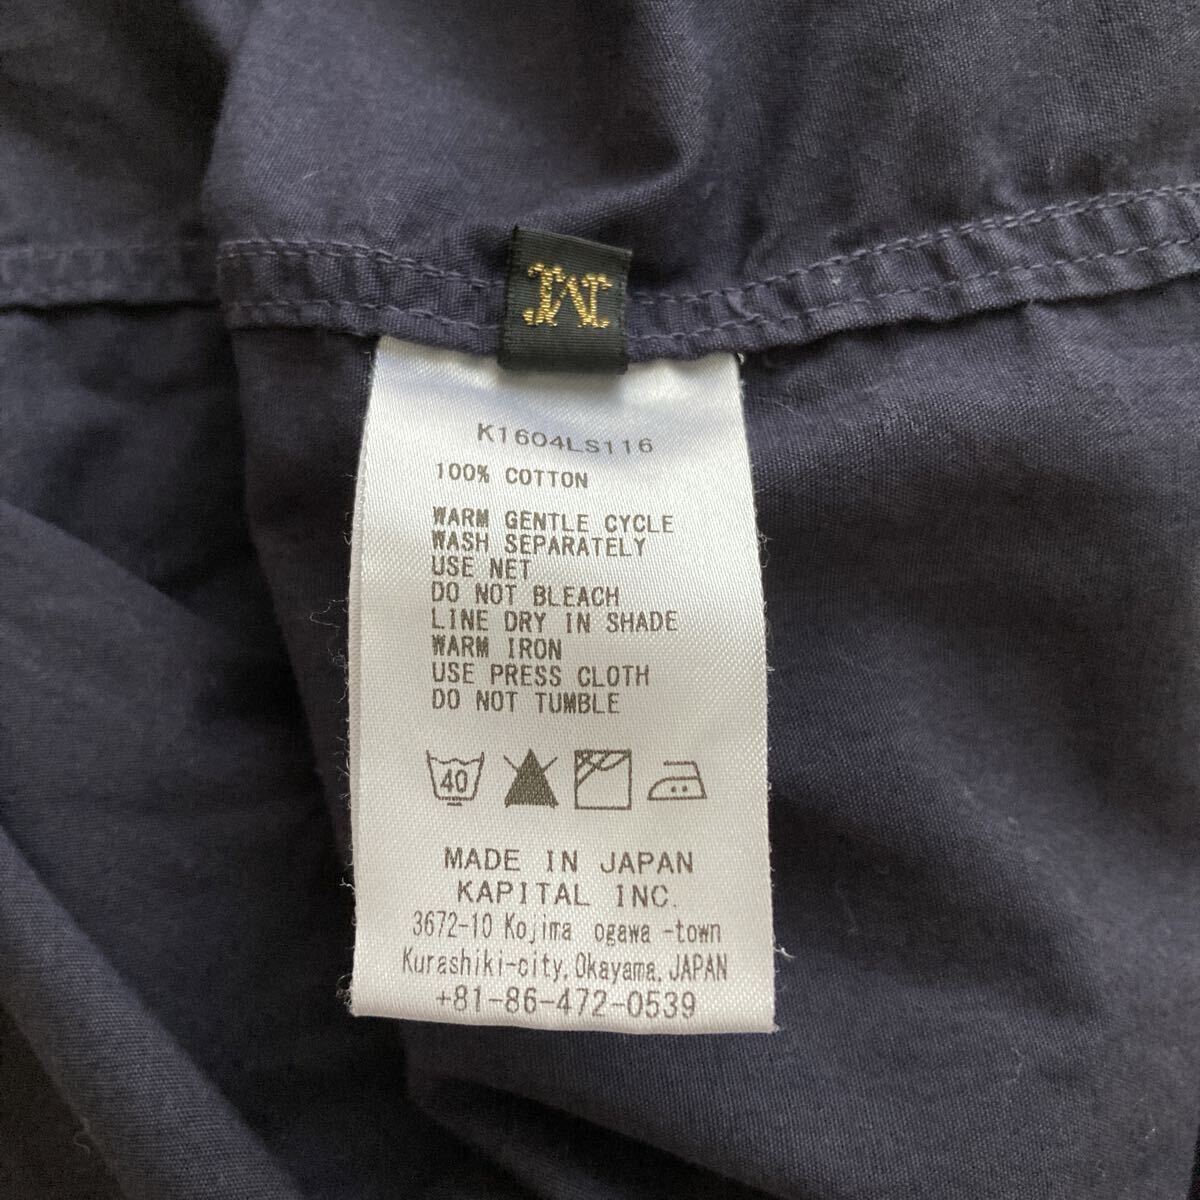 M
K1604LS116
100% COTTON
WARM GENTLE CYCLE
WASH SEPARATELY
USE NET
DO NOT BLEACH
LINE DRY IN SHADE
WARM IRON
USE PRESS CLOTH
DO NOT TUMBLE
40
MADE IN JAPAN
KAPITAL INC.
3672-10 Kojima ogawa -town
Kurashiki-city, Okayama, JAPAN
+81-86-472-0539